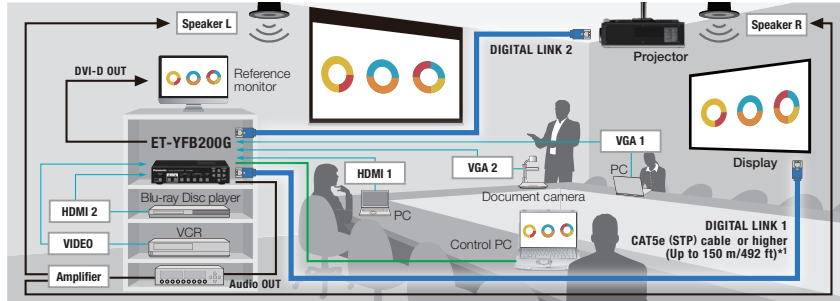 Speaker L
Speaker R
DIGITAL LINK 2
Projector
DVI-D OUT
Reference
monitor
ET-YFB200G
VGA 1
PC
Display
VGA 2
HDMI 1
Document camera
PC
Blu-ray Disc player
HDMI 2
VCR
VIDEO
Control PC
DIGITAL LINK 1
CAT5e (STP) cable or higher
(Up to 150 m/492 ft)*1
Amplifier
Audio OUT